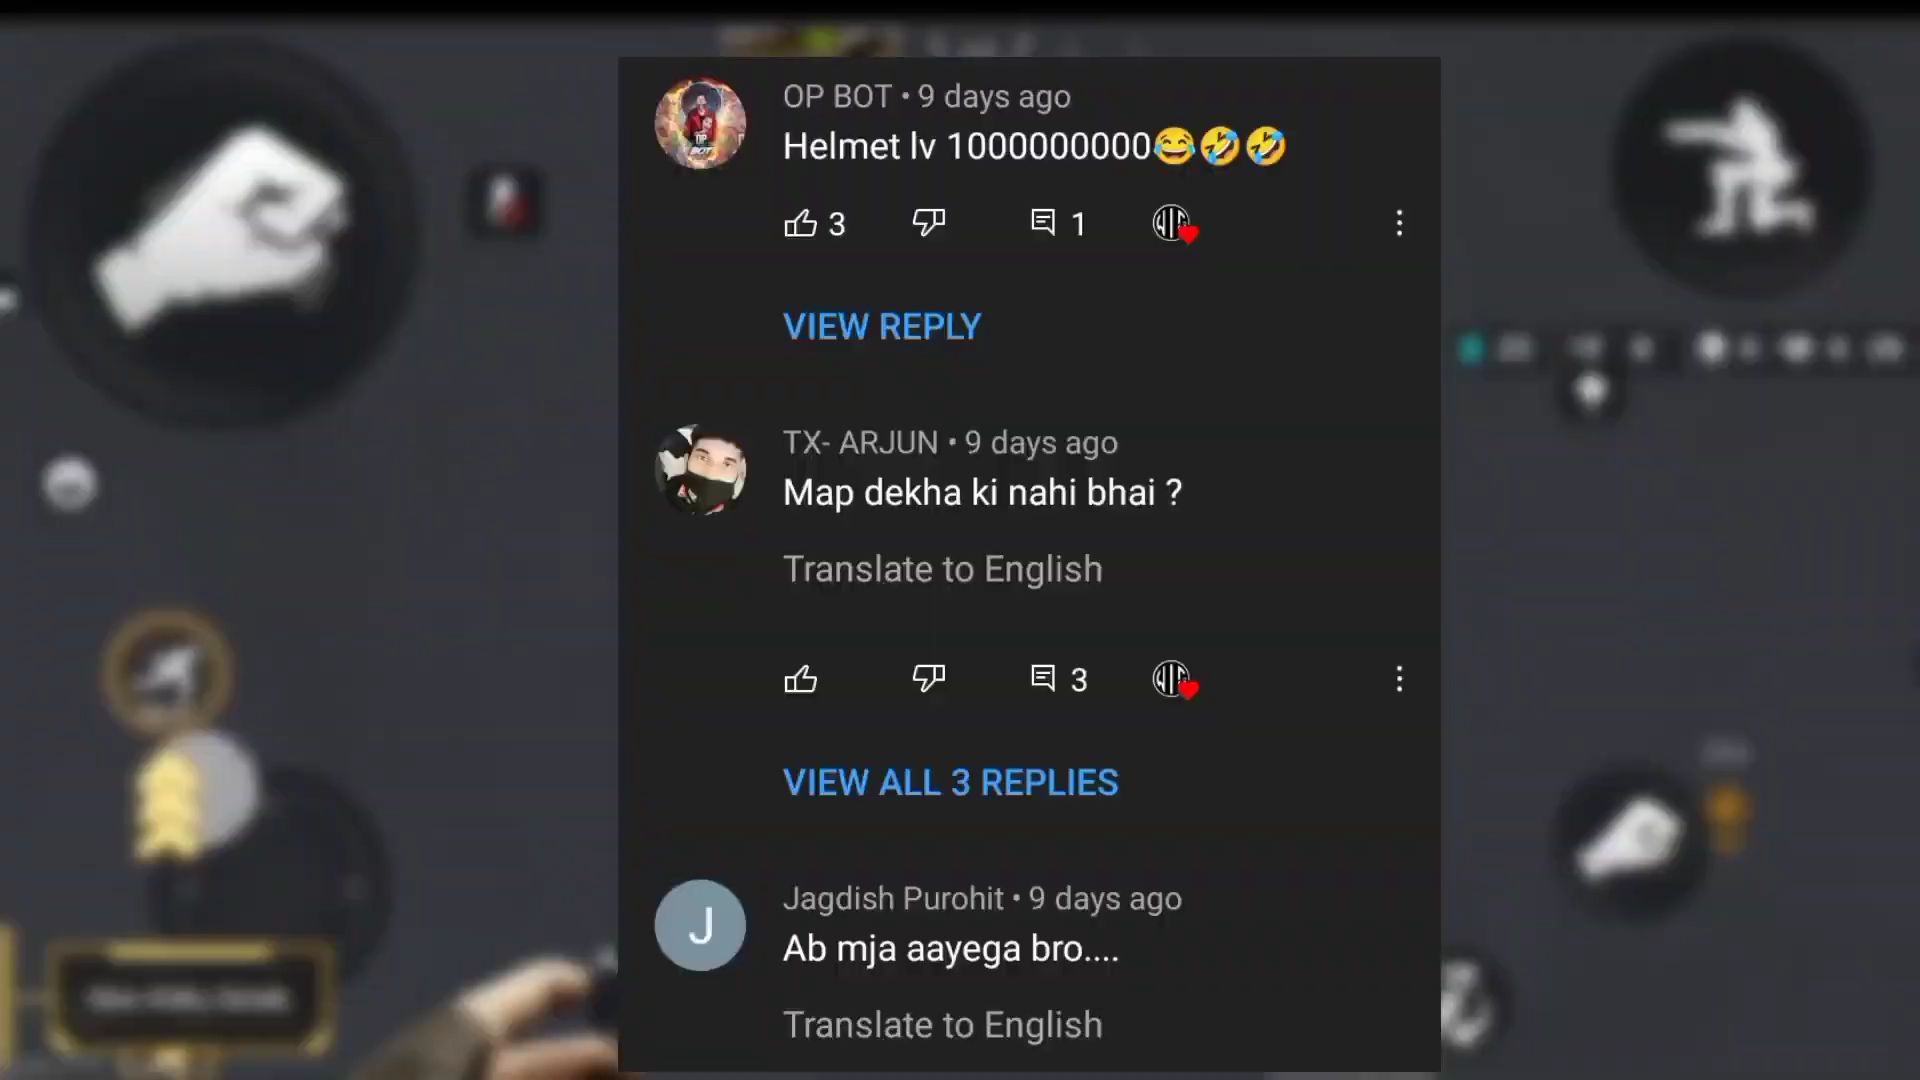 OP BOT • 9 days ago
Helmet lv 1000000000😂🤣🤣
3
1
VIEW REPLY
TX- ARJUN • 9 days ago
Map dekha ki nahi bhai ?
Translate to English
3
VIEW ALL 3 REPLIES
J
Jagdish Purohit • 9 days ago
Ab mja aayega bro....
Translate to English